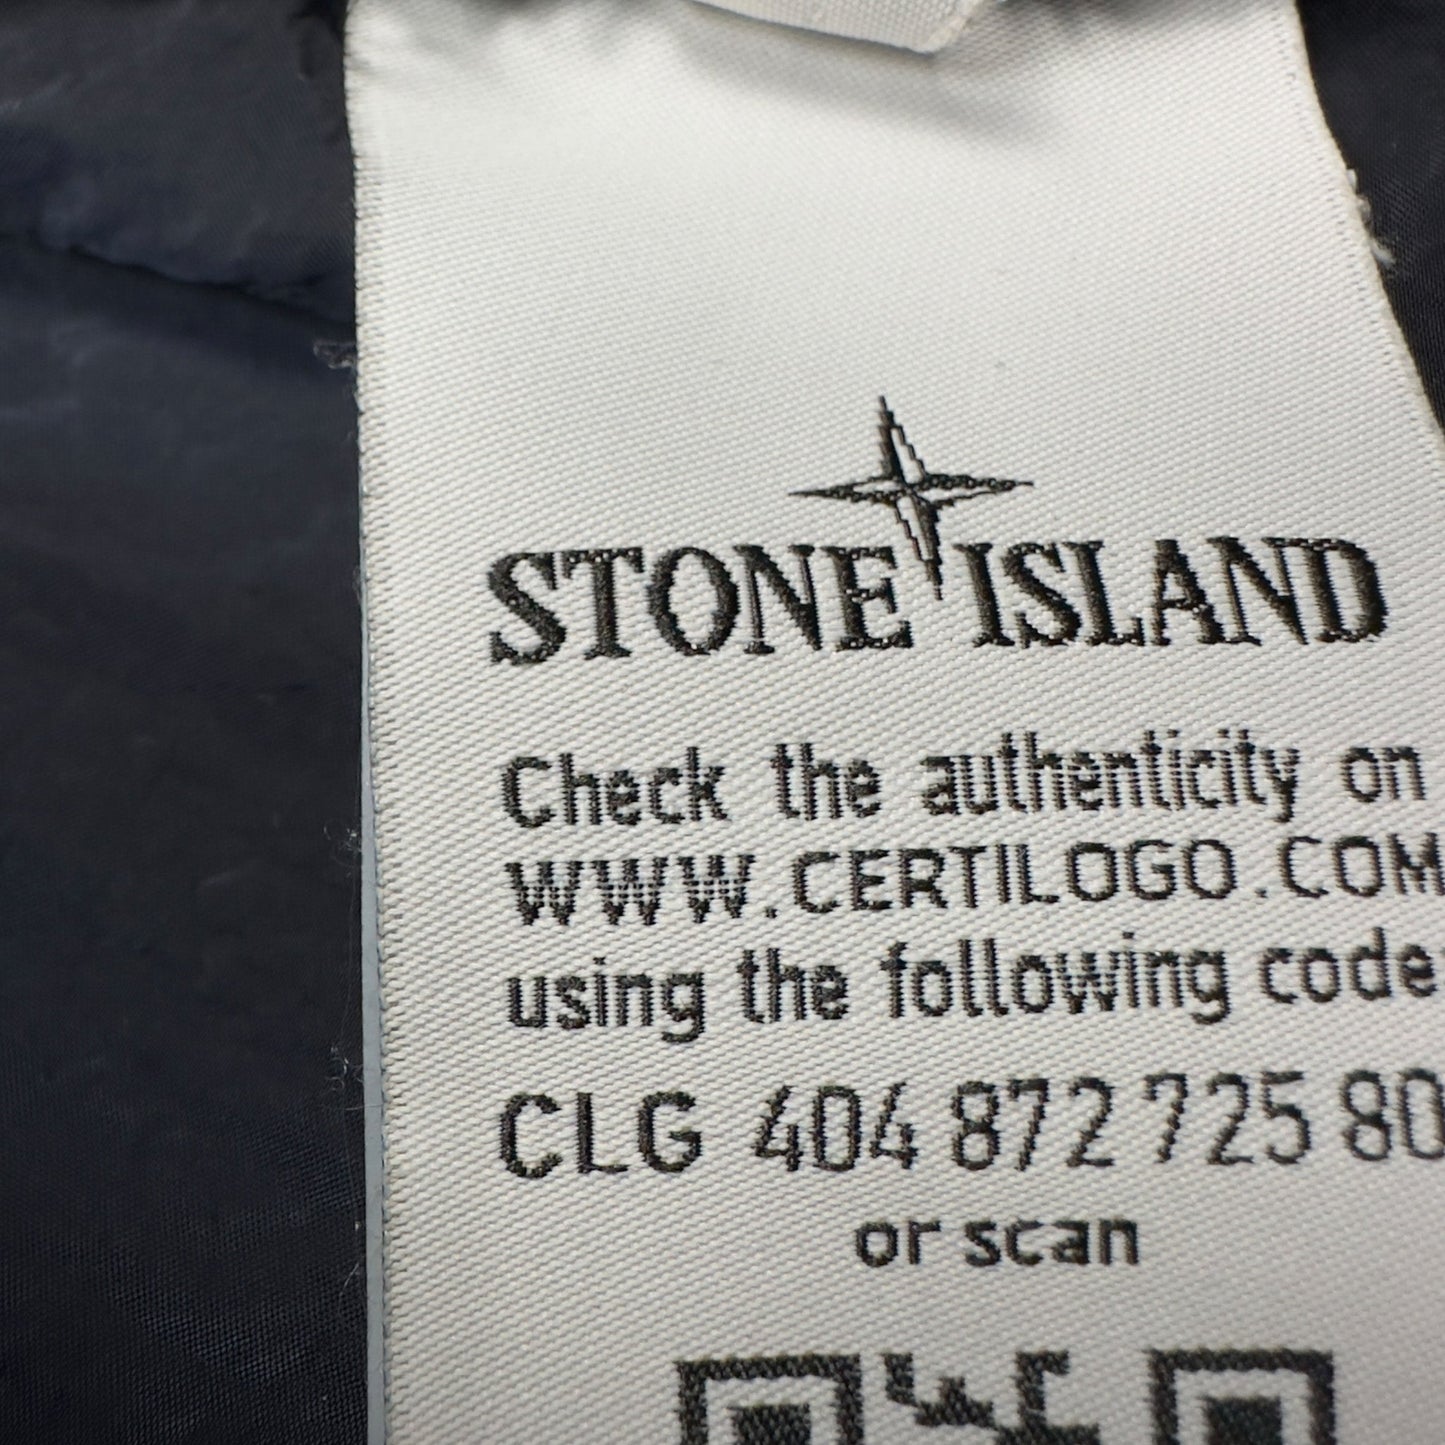 STONE ISLAND
Check the authenticity on
WWW.CERTILOGO.COM
using the following code
CLG 404 872 725 80
or scan